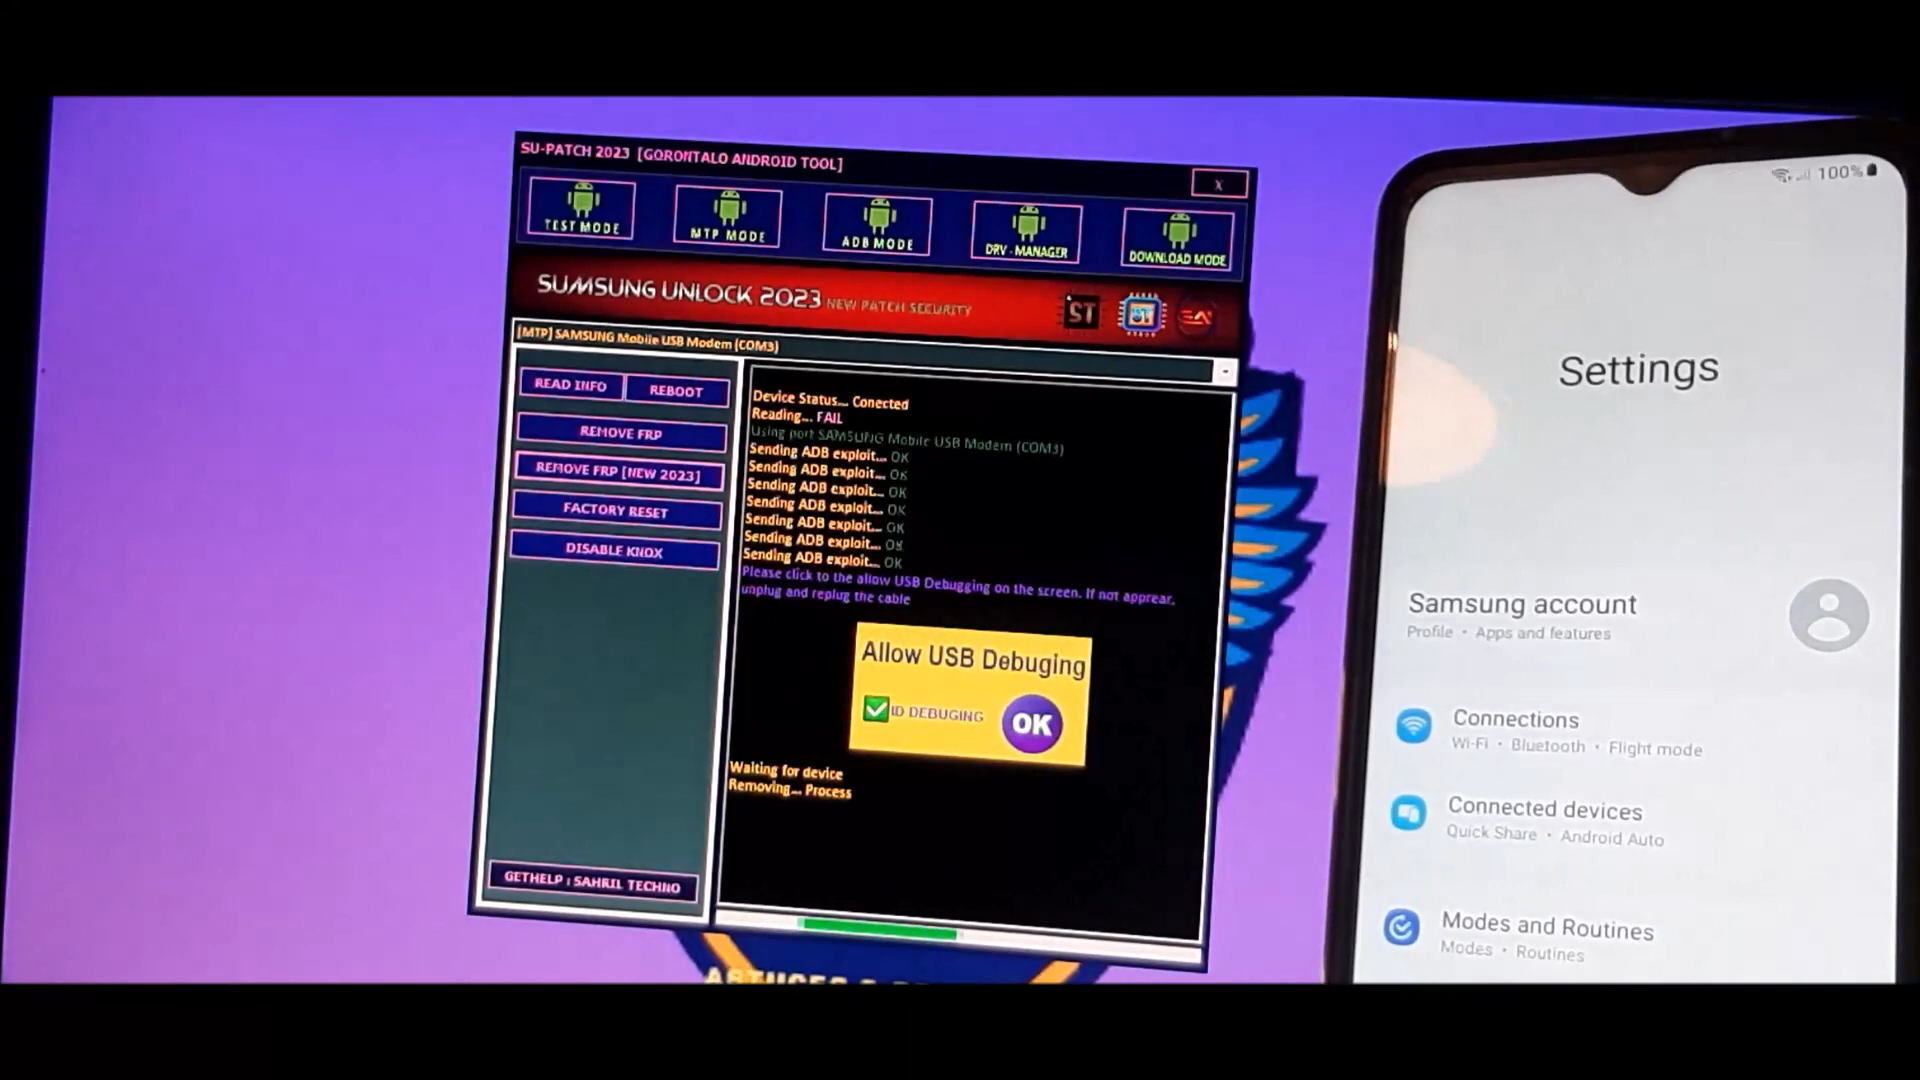 SU-PATCH 2023 [GORONTALO ANDROID TOOL]
X
TEST MODE
MTP MODE
ADB MODE
DRV - MANAGER
DOWNLOAD MODE
SUMSUNG UNLOCK 2023 NEW PATCH SECURITY
ST
[MTP] SAMSUNG Mobile USB Modem (COM3)
READ INFO
REBOOT
REMOVE FRP
REMOVE FRP [NEW 2023]
FACTORY RESET
DISABLE KNOX
GETHELP : SAHRIL TECHNO
Device Status... Conected
Reading... FAIL
Using port SAMSUNG Mobile USB Modem (COM3)
Sending ADB exploit... OK
Sending ADB exploit... OK
Sending ADB exploit... OK
Sending ADB exploit... OK
Sending ADB exploit... OK
Sending ADB exploit... OK
Sending ADB exploit... OK
Please click to the allow USB Debugging on the screen. If not apprear,
unplug and replug the cable
Allow USB Debuging
ID DEBUGING
OK
Waiting for device
Removing... Process
100%
Settings
Samsung account
Profile • Apps and features
Connections
Wi-Fi • Bluetooth • Flight mode
Connected devices
Quick Share • Android Auto
Modes and Routines
Modes • Routines